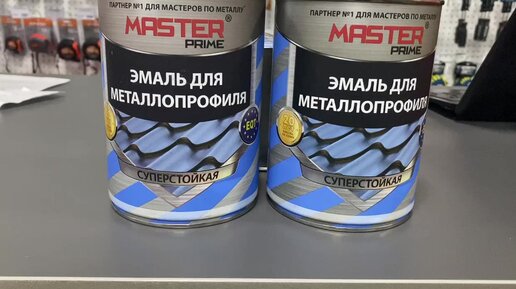 ПАРТНЕР №1 ДЛЯ МАСТЕРОВ ПО МЕТАЛЛУ
MASTER®
PRIME
ЭМАЛЬ ДЛЯ
МЕТАЛЛОПРОФИЛЯ
EQT
СУПЕРСТОЙКАЯ
ПАРТНЕР №1 ДЛЯ МАСТЕРОВ ПО МЕТАЛЛУ
MASTER®
PRIME
ЭМАЛЬ ДЛЯ
МЕТАЛЛОПРОФИЛЯ
СУПЕРСТОЙКАЯ